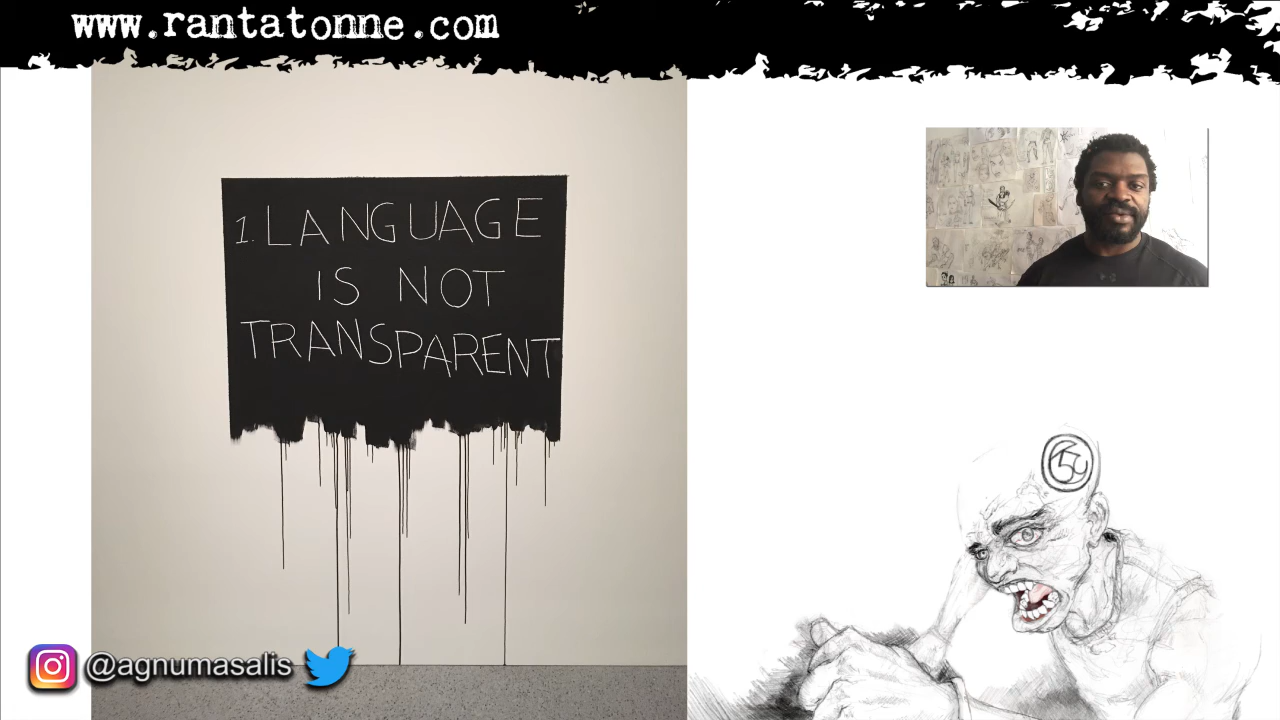 www.rantatonne.com
1. LANGUAGE
IS NOT
TRANSPARENT
@agnumasalis